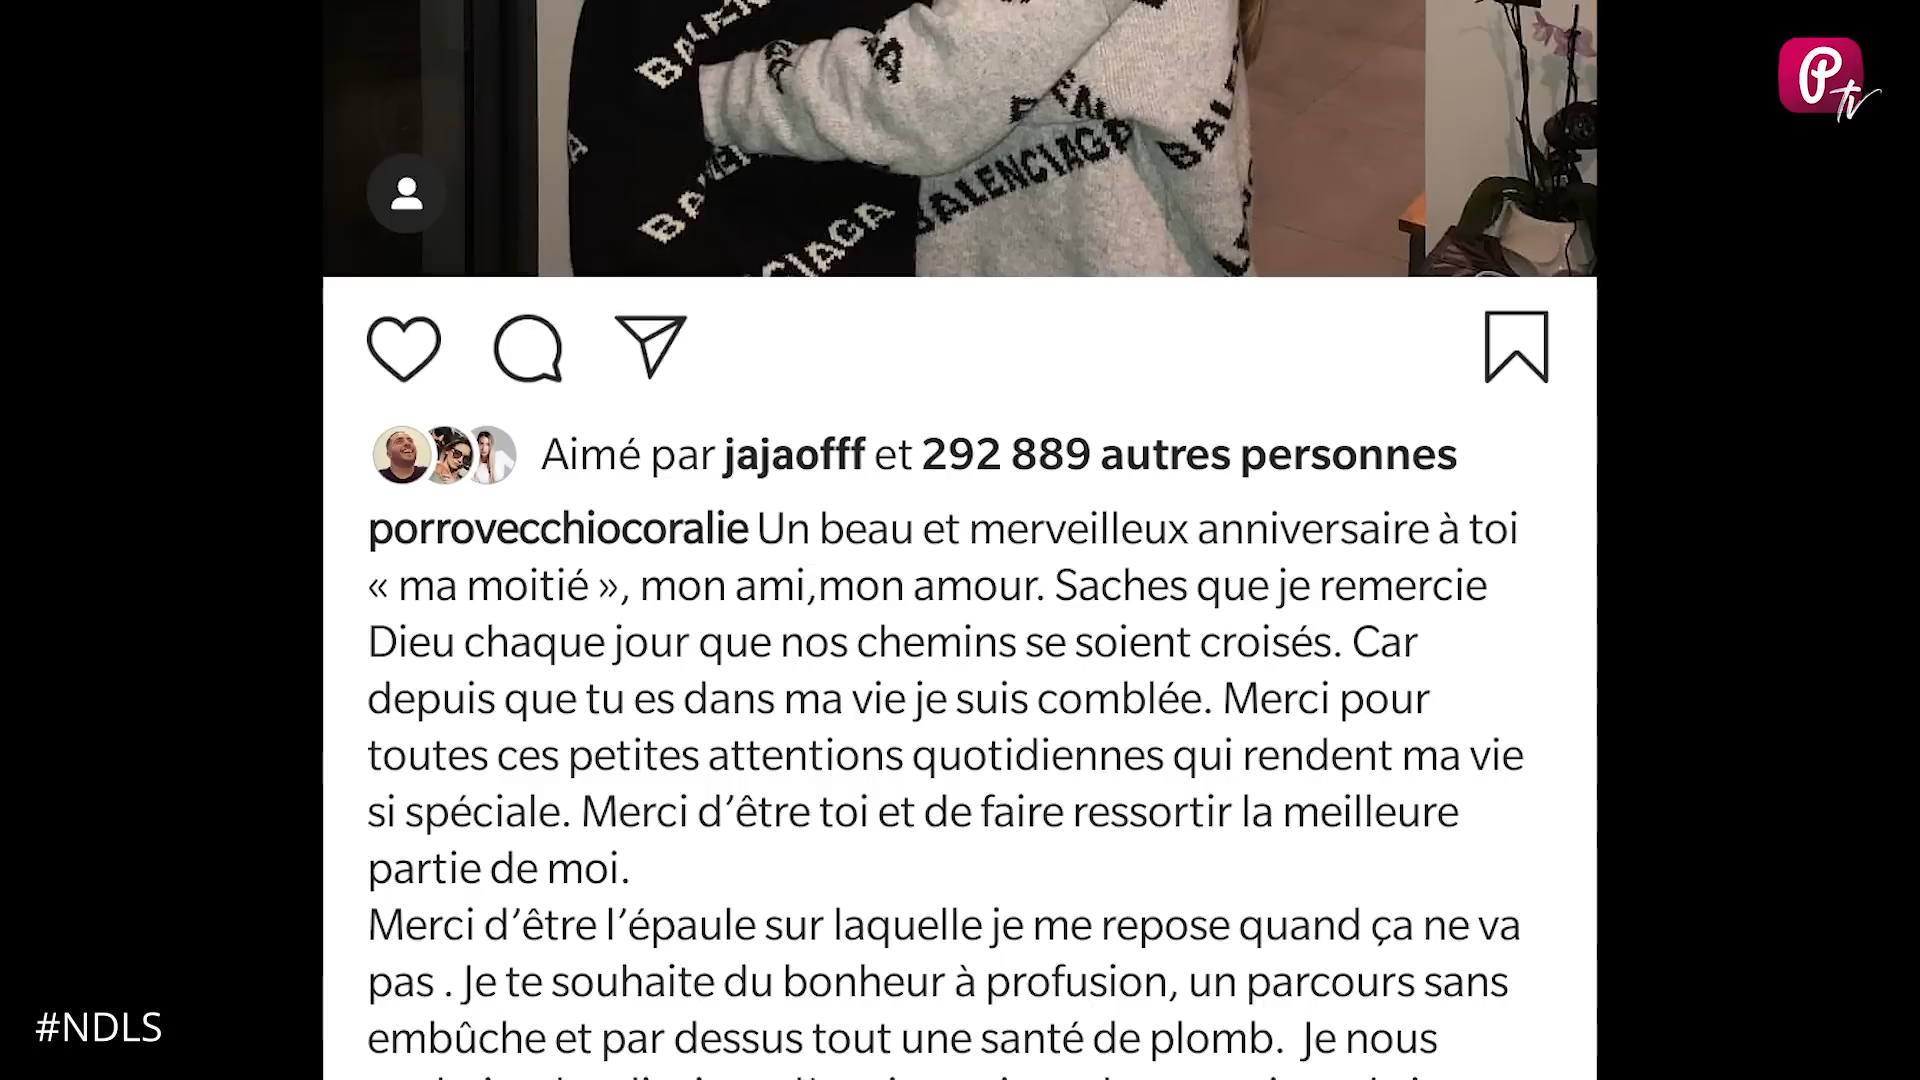 BALENCIAGA
P tv
Aimé par jajaofff et 292 889 autres personnes
porrovecchiocoralie Un beau et merveilleux anniversaire à toi
« ma moitié », mon ami,mon amour. Saches que je remercie
Dieu chaque jour que nos chemins se soient croisés. Car
depuis que tu es dans ma vie je suis comblée. Merci pour
toutes ces petites attentions quotidiennes qui rendent ma vie
si spéciale. Merci d’être toi et de faire ressortir la meilleure
partie de moi.
Merci d’être l’épaule sur laquelle je me repose quand ça ne va
pas . Je te souhaite du bonheur à profusion, un parcours sans
embûche et par dessus tout une santé de plomb. Je nous
#NDLS